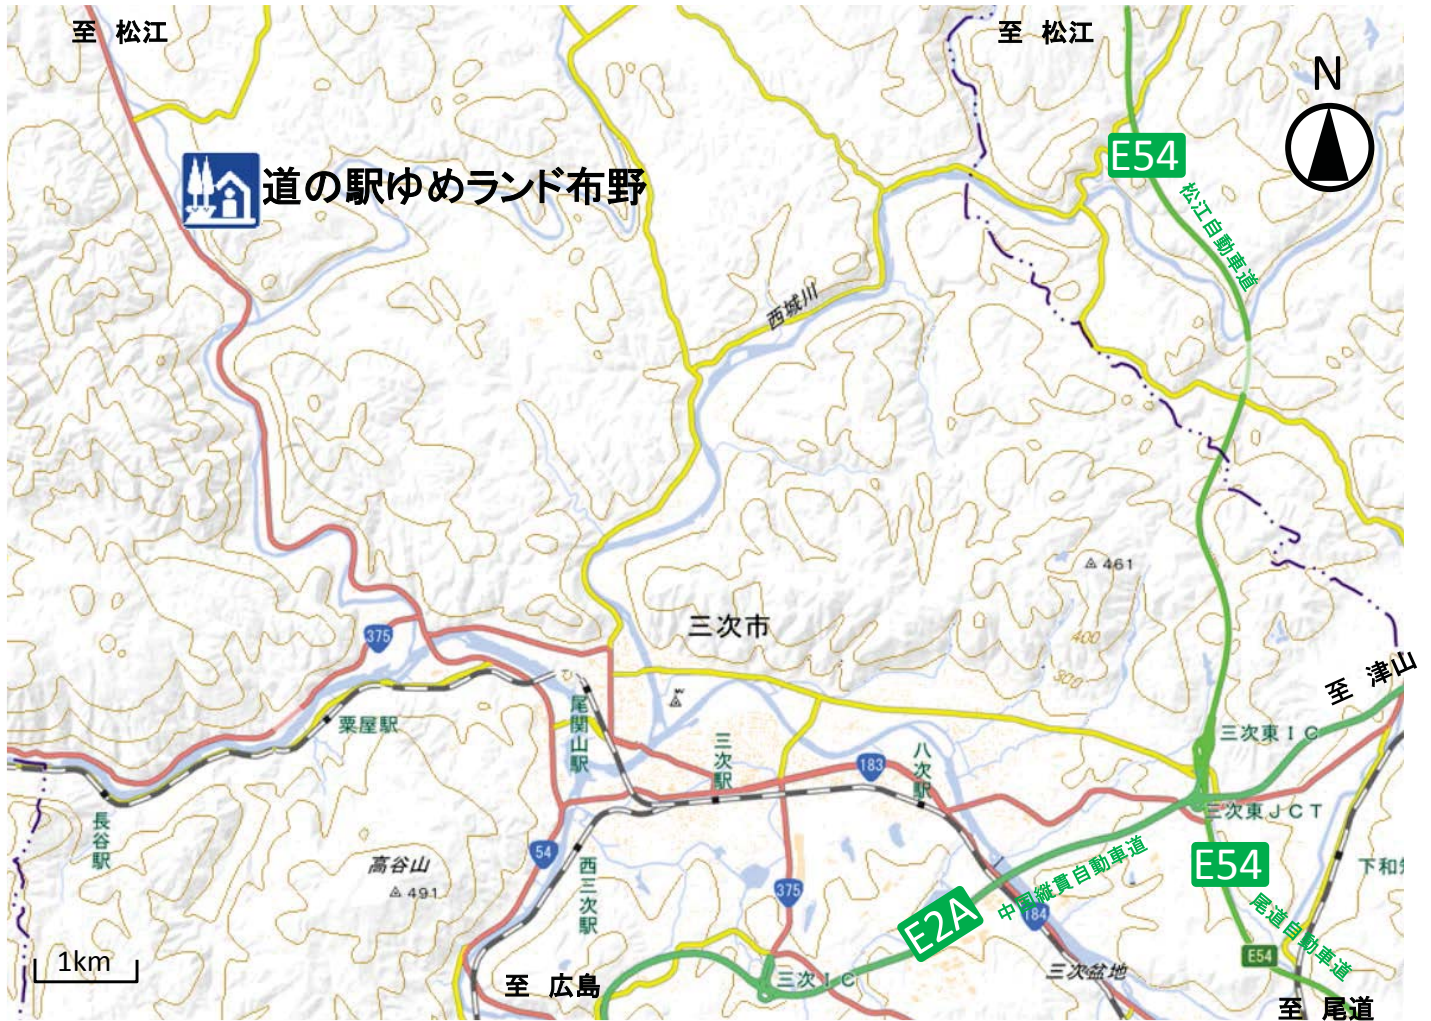 至 松江
至 松江
N
E54
道の駅ゆめランド布野
松江自動車道
西城川
461
三次市
400
300
375
至 津山
粟屋駅
尾関山駅
三次東IC
三次駅
八次駅
183
三次東JCT
長谷駅
54
高谷山
491
西三次駅
375
中国縦貫自動車道
E54
下和知
E2A
184
尾道自動車道
E54
1km
至 広島
三次IC
三次盆地
至 尾道